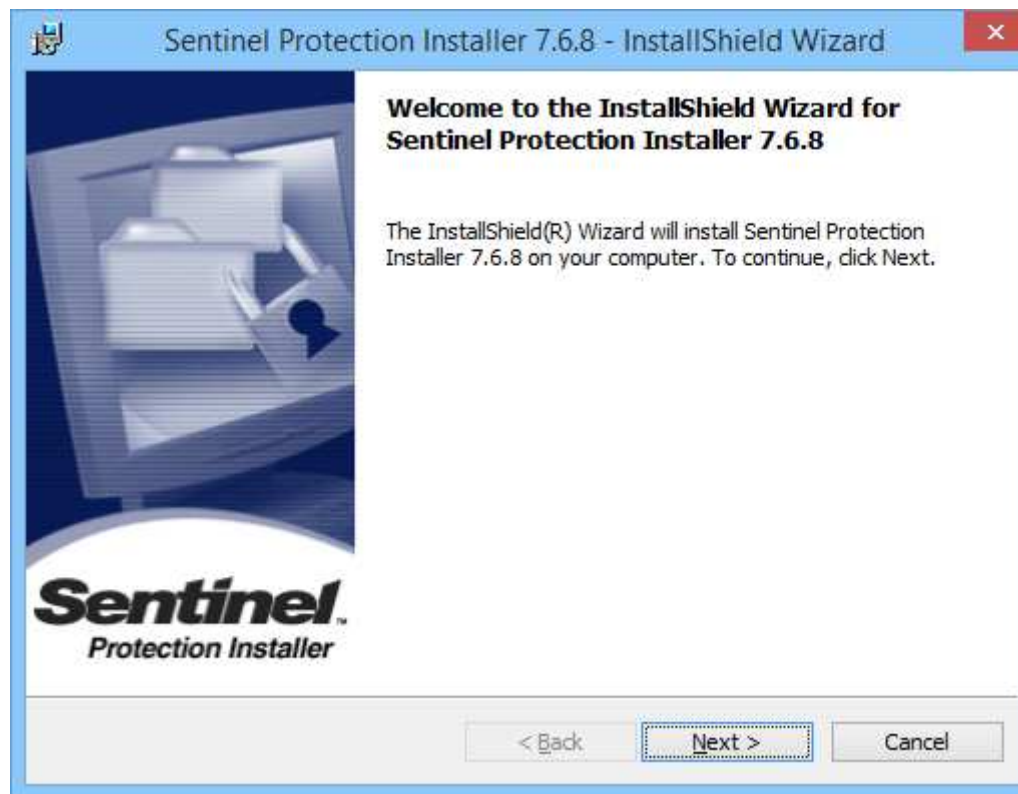 Sentinel Protection Installer 7.6.8 - InstallShield Wizard
Welcome to the InstallShield Wizard for
Sentinel Protection Installer 7.6.8
The InstallShield(R) Wizard will install Sentinel Protection
Installer 7.6.8 on your computer. To continue, click Next.
Sentinel™
Protection Installer
< Back
Next >
Cancel